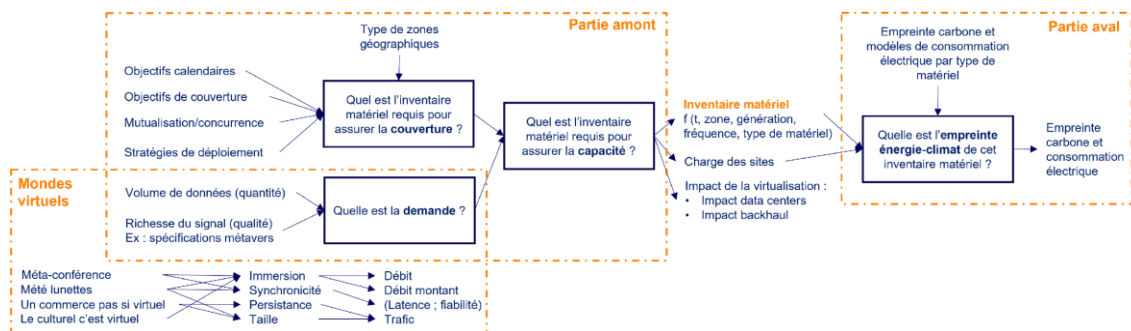 Partie amont
Type de zones
géographiques
Objectifs calendaires
Objectifs de couverture
Mutualisation/concurrence
Stratégies de déploiement
Quel est l'inventaire
matériel requis pour
assurer la couverture ?
Quel est l'inventaire
matériel requis pour
assurer la capacité ?
Inventaire matériel
f (t, zone, génération,
fréquence, type de matériel)
Charge des sites
Impact de la virtualisation :
• Impact data centers
• Impact backhaul
Partie aval
Empreinte carbone et
modèles de consommation
électrique par type de
matériel
Quelle est l'empreinte
énergie-climat de cet
inventaire matériel ?
Empreinte
carbone et
consommation
électrique
Mondes
virtuels
Volume de données (quantité)
Richesse du signal (qualité)
Ex : spécifications métavers
Quelle est la demande ?
Méta-conférence
Mété lunettes
Un commerce pas si virtuel
Le culturel c'est virtuel
Immersion
Synchronicité
Persistance
Taille
Débit
Débit montant
(Latence ; fiabilité)
Trafic